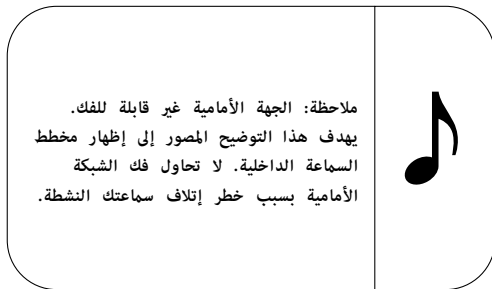 ملاحظة: الجهة الأمامية غير قابلة للفك.
يهدف هذا التوضيح المصور إلى إظهار مخطط
السماعة الداخلية. لا تحاول فك الشبكة
الأمامية بسبب خطر إتلاف سماعتك النشطة.